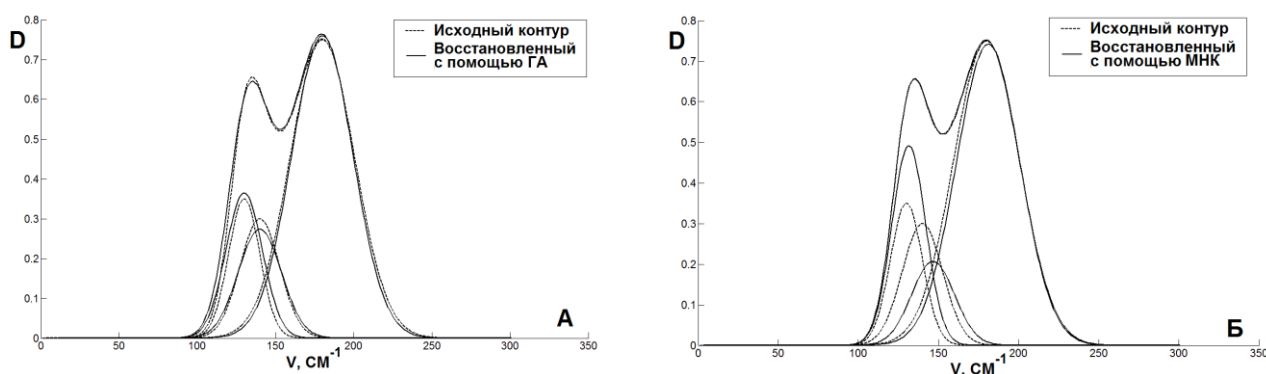 D
0.8
0.7
0.6
0.5
0.4
0.3
0.2
0.1
0
Исходный контур
Восстановленный
с помощью ГА
А
0 50 100 150 200 250 300 350
V, СМ-1
D
0.8
0.7
0.6
0.5
0.4
0.3
0.2
0.1
0
Исходный контур
Восстановленный
с помощью МНК
Б
0 50 100 150 200 250 300 350
V, СМ-1